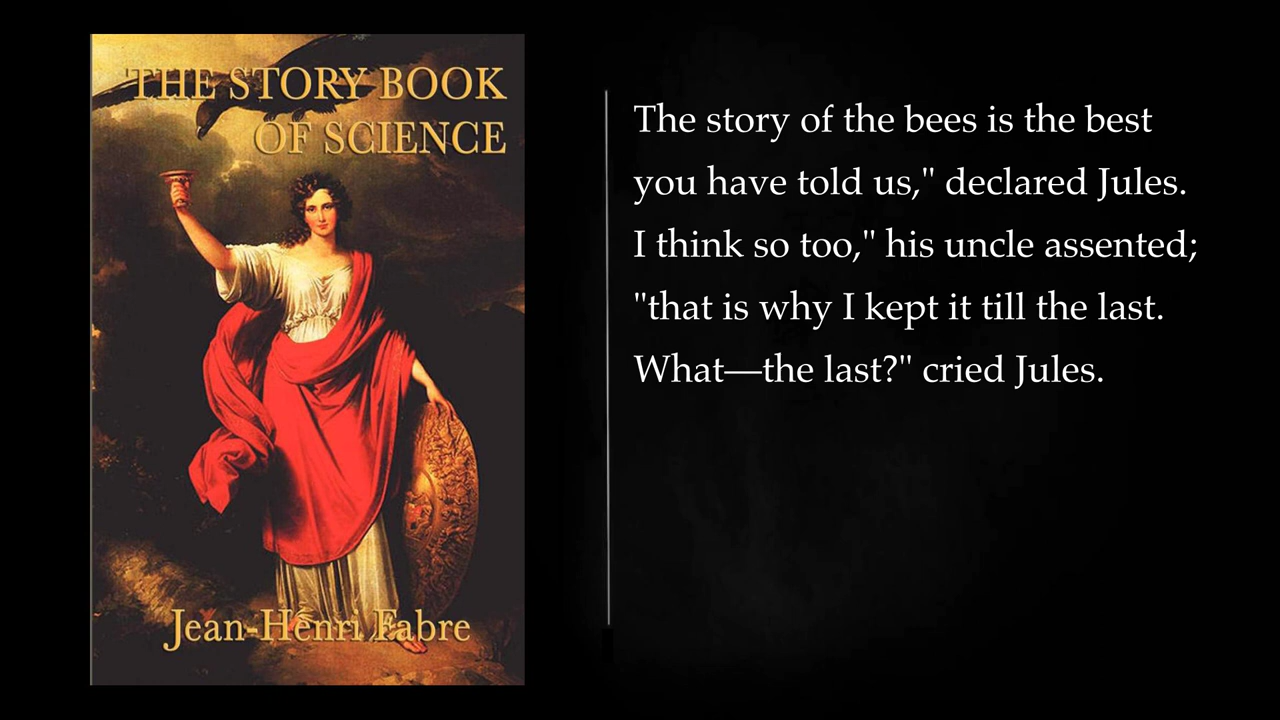 THE STORY BOOK
OF SCIENCE
Jean-Henri Fabre
The story of the bees is the best
you have told us," declared Jules.
I think so too," his uncle assented;
"that is why I kept it till the last.
What—the last?" cried Jules.